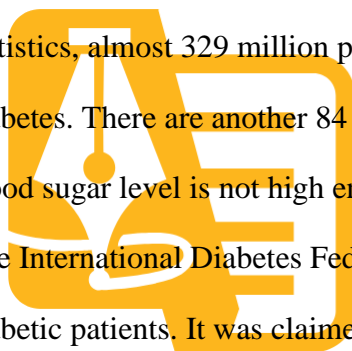 tistics, almost 329 million p
betes. There are another 84
od sugar level is not high en
e International Diabetes Fed
betic patients. It was claime